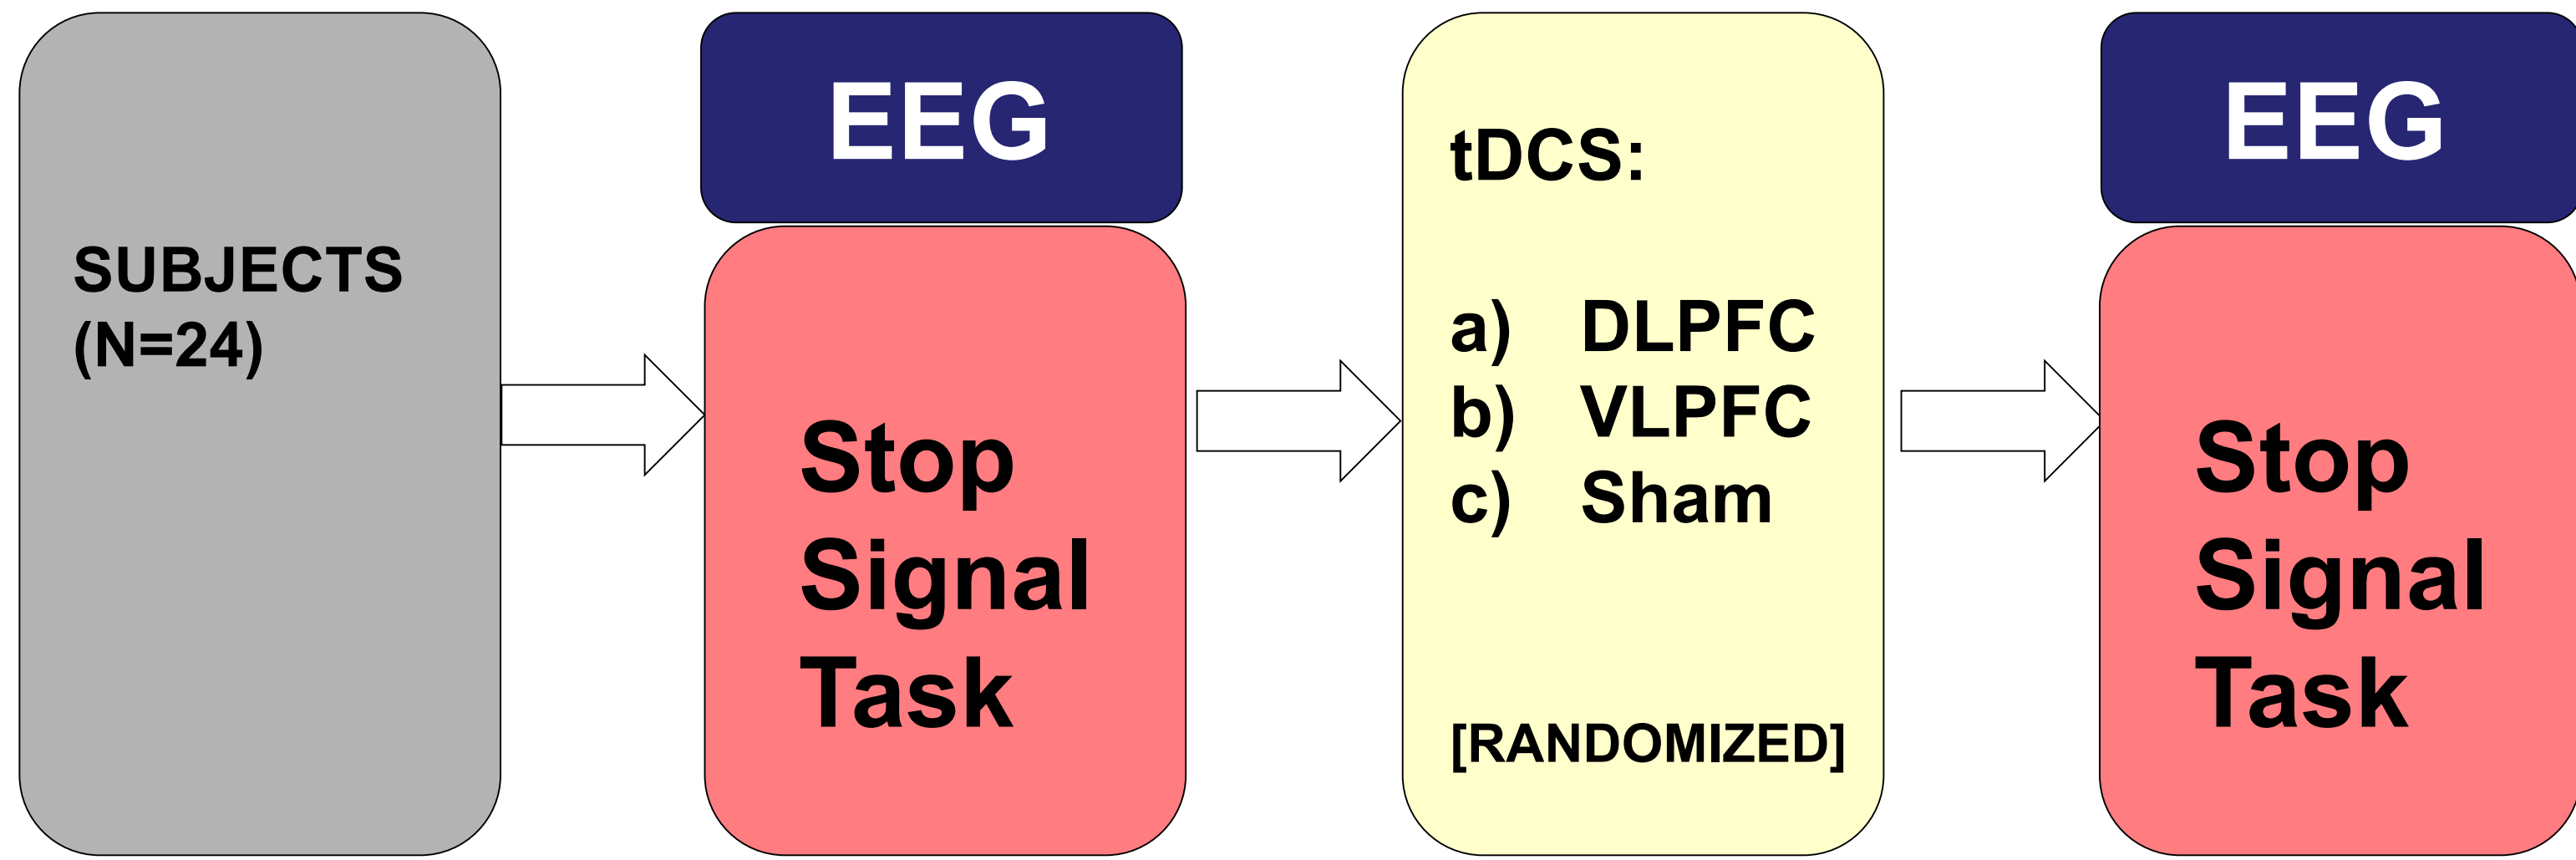 SUBJECTS
(N=24)
EEG
Stop
Signal
Task
tDCS:
a) DLPFC
b) VLPFC
c) Sham
[RANDOMIZED]
EEG
Stop
Signal
Task